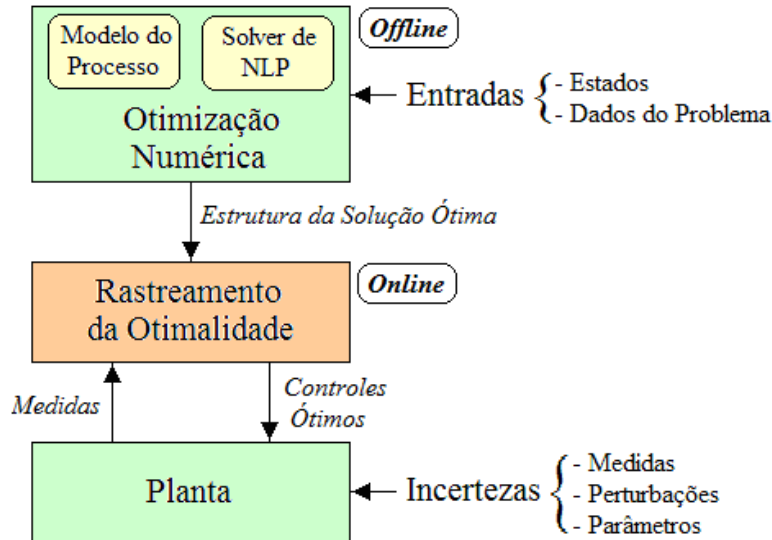 Modelo do
Processo
Solver de
NLP
Offline
Otimização
Numérica
Entradas
- Estados
- Dados do Problema
Estrutura da Solução Ótima
Rastreamento
da Otimalidade
Online
Medidas
Controles
Ótimos
Planta
Incertezas
- Medidas
- Perturbações
- Parâmetros